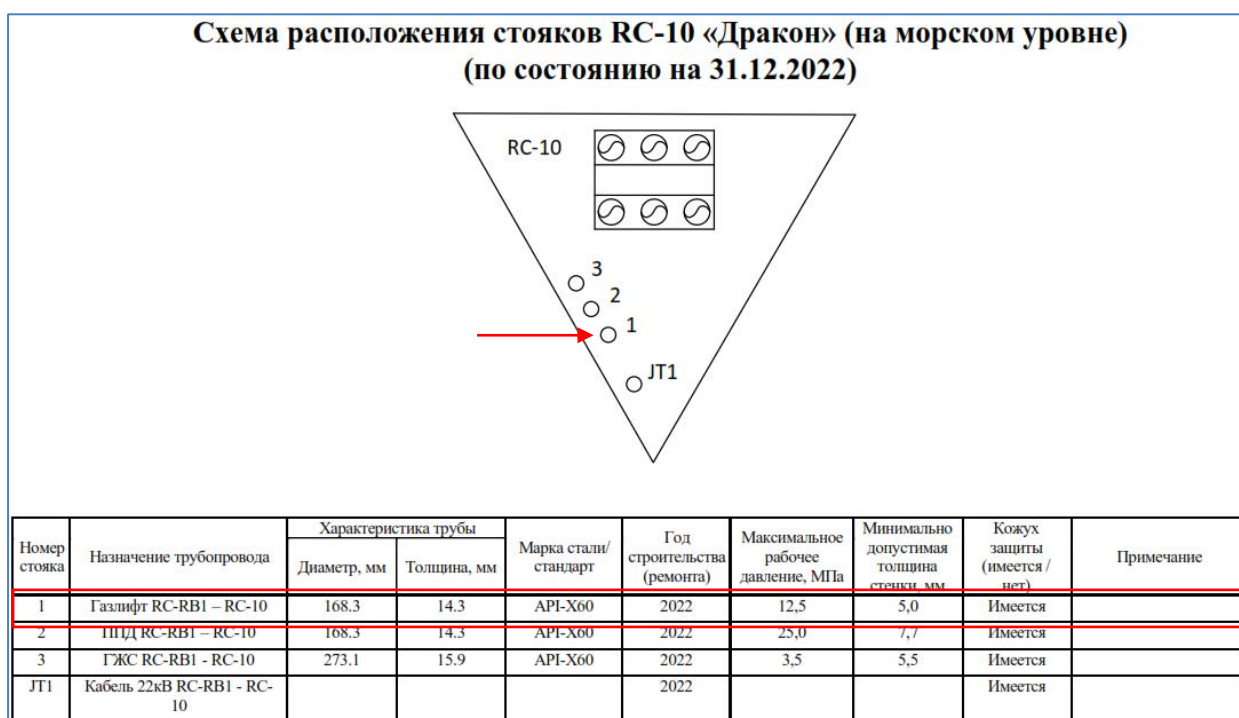 Схема расположения стояков RC-10 «Дракон» (на морском уровне)
(по состоянию на 31.12.2022)
RC-10
3
2
1
JT1
Номер стояка | Назначение трубопровода | Характеристика трубы | Марка стали/ стандарт | Год строительства (ремонта) | Максимальное рабочее давление, МПа | Минимально допустимая толщина стенки, мм | Кожух защиты (имеется / нет) | Примечание
Диаметр, мм | Толщина, мм
1 | Газлифт RC-RB1 – RC-10 | 168.3 | 14.3 | API-X60 | 2022 | 12,5 | 5,0 | Имеется
2 | ППД RC-RB1 – RC-10 | 168.3 | 14.3 | API-X60 | 2022 | 25,0 | 7,7 | Имеется
3 | ГЖС RC-RB1 - RC-10 | 273.1 | 15.9 | API-X60 | 2022 | 3,5 | 5,5 | Имеется
JT1 | Кабель 22кВ RC-RB1 - RC-10 | 2022 | Имеется